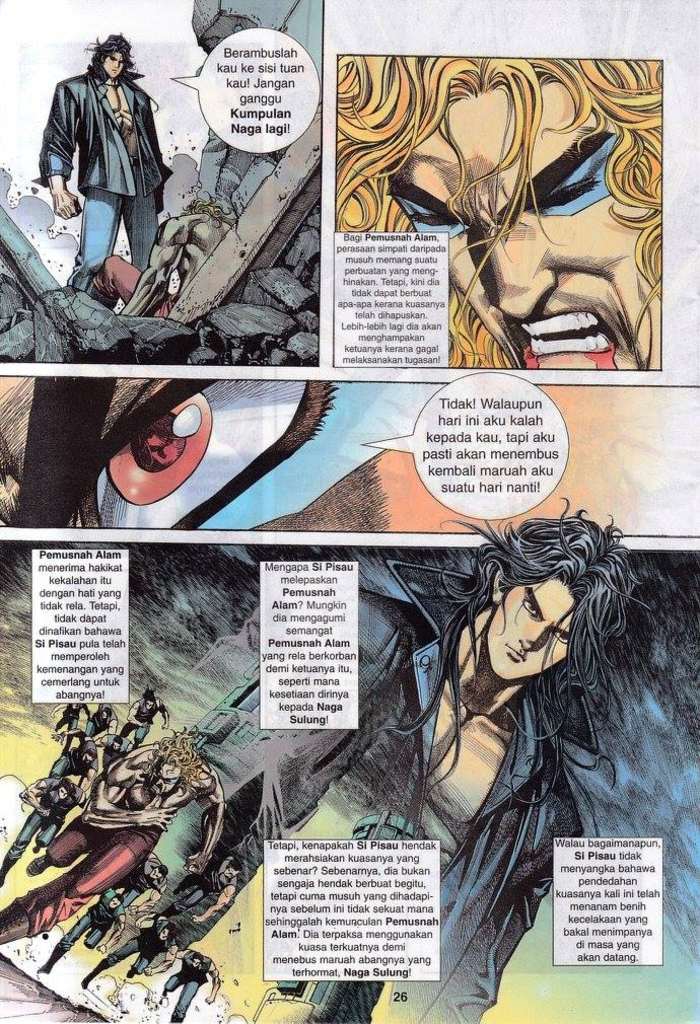 Berambuslah
kau ke sisi tuan
kau! Jangan
ganggu
Kumpulan
Naga lagi!
Bagi Pemusnah Alam,
perasaan simpati daripada
musuh memang suatu
perbuatan yang meng-
hinakan. Tetapi, kini dia
tidak dapat berbuat
apa-apa kerana kuasanya
telah dihapuskan.
Lebih-lebih lagi dia akan
menghampakan
ketuanya kerana gagal
melaksanakan tugasan!
Tidak! Walaupun
hari ini aku kalah
kepada kau, tapi aku
pasti akan menembus
kembali maruah aku
suatu hari nanti!
Pemusnah Alam
menerima hakikat
kekalahan itu
dengan hati yang
tidak rela. Tetapi,
tidak dapat
dinafikan bahawa
Si Pisau pula telah
memperoleh
kemenangan yang
cemerlang untuk
abangnya!
Mengapa Si Pisau
melepaskan
Pemusnah
Alam? Mungkin
dia mengagumi
semangat
Pemusnah Alam
yang rela berkorban
demi ketuanya itu,
seperti mana
kesetiaan dirinya
kepada Naga
Sulung!
Tetapi, kenapakah Si Pisau hendak
merahsiakan kuasanya yang
sebenar? Sebenarnya, dia bukan
sengaja hendak berbuat begitu,
tetapi cuma musuh yang dihadapi-
nya sebelum ini tidak sekuat mana
sehinggalah kemunculan Pemusnah
Alam. Dia terpaksa menggunakan
kuasa terkuatnya demi
menebus maruah abangnya yang
terhormat, Naga Sulung!
Walau bagaimanapun,
Si Pisau tidak
menyangka bahawa
pendedahan
kuasanya kali ini telah
menanam benih
kecelakaan yang
bakal menimpanya
di masa yang
akan datang.
26